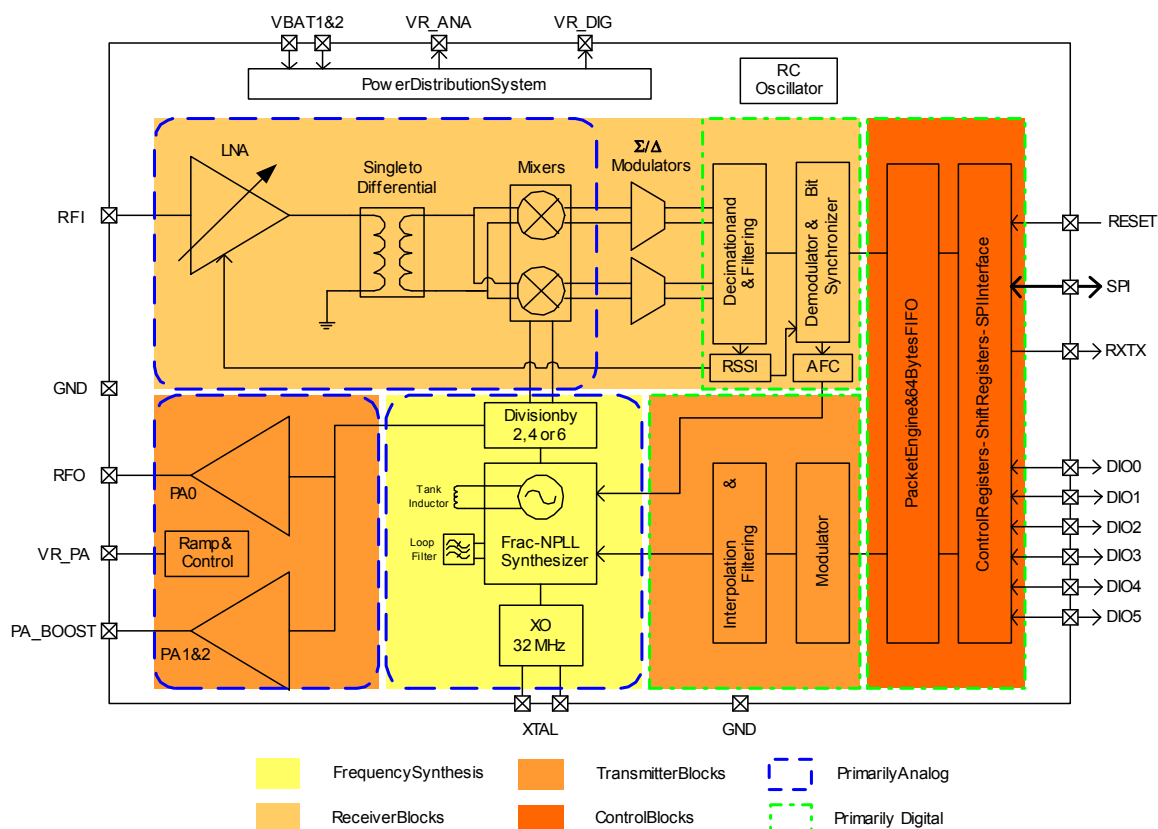 VBAT1&2
VR_ANA
VR_DIG
PowerDistributionSystem
RC
Oscillator
LNA
Singleto
Differential
Mixers
Σ/Δ
Modulators
Decimationand
& Filtering
Demodulator & Bit
Synchronizer
RSSI
AFC
PacketEngine&64BytesFIFO
ControlRegisters-ShiftRegisters-SPIInterface
RFI
GND
RFO
VR_PA
PA_BOOST
RESET
SPI
RXTX
DIO0
DIO1
DIO2
DIO3
DIO4
DIO5
PA0
Ramp&
Control
PA1&2
Divisionby
2, 4 or 6
Tank
Inductor
Loop
Filter
Frac-NPLL
Synthesizer
XO
32 MHz
Interpolation &
Filtering
Modulator
XTAL
GND
FrequencySynthesis
TransmitterBlocks
PrimarilyAnalog
ReceiverBlocks
ControlBlocks
Primarily Digital